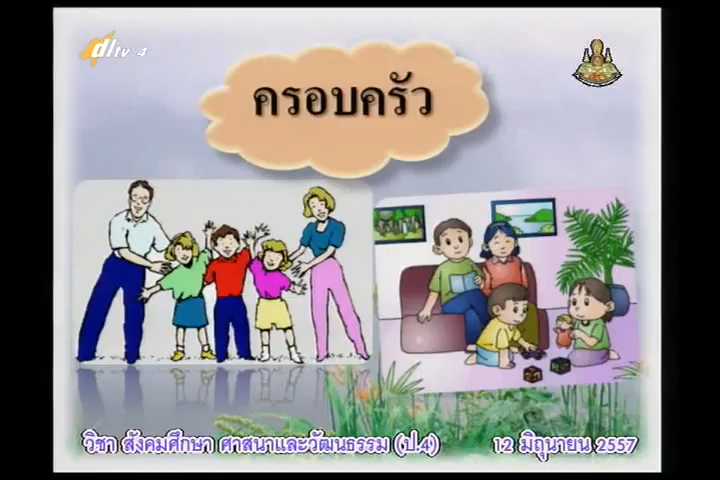 dltv 4
ครอบครัว
วิชา สังคมศึกษา ศาสนาและวัฒนธรรม (ป.4) 12 มิถุนายน 2557